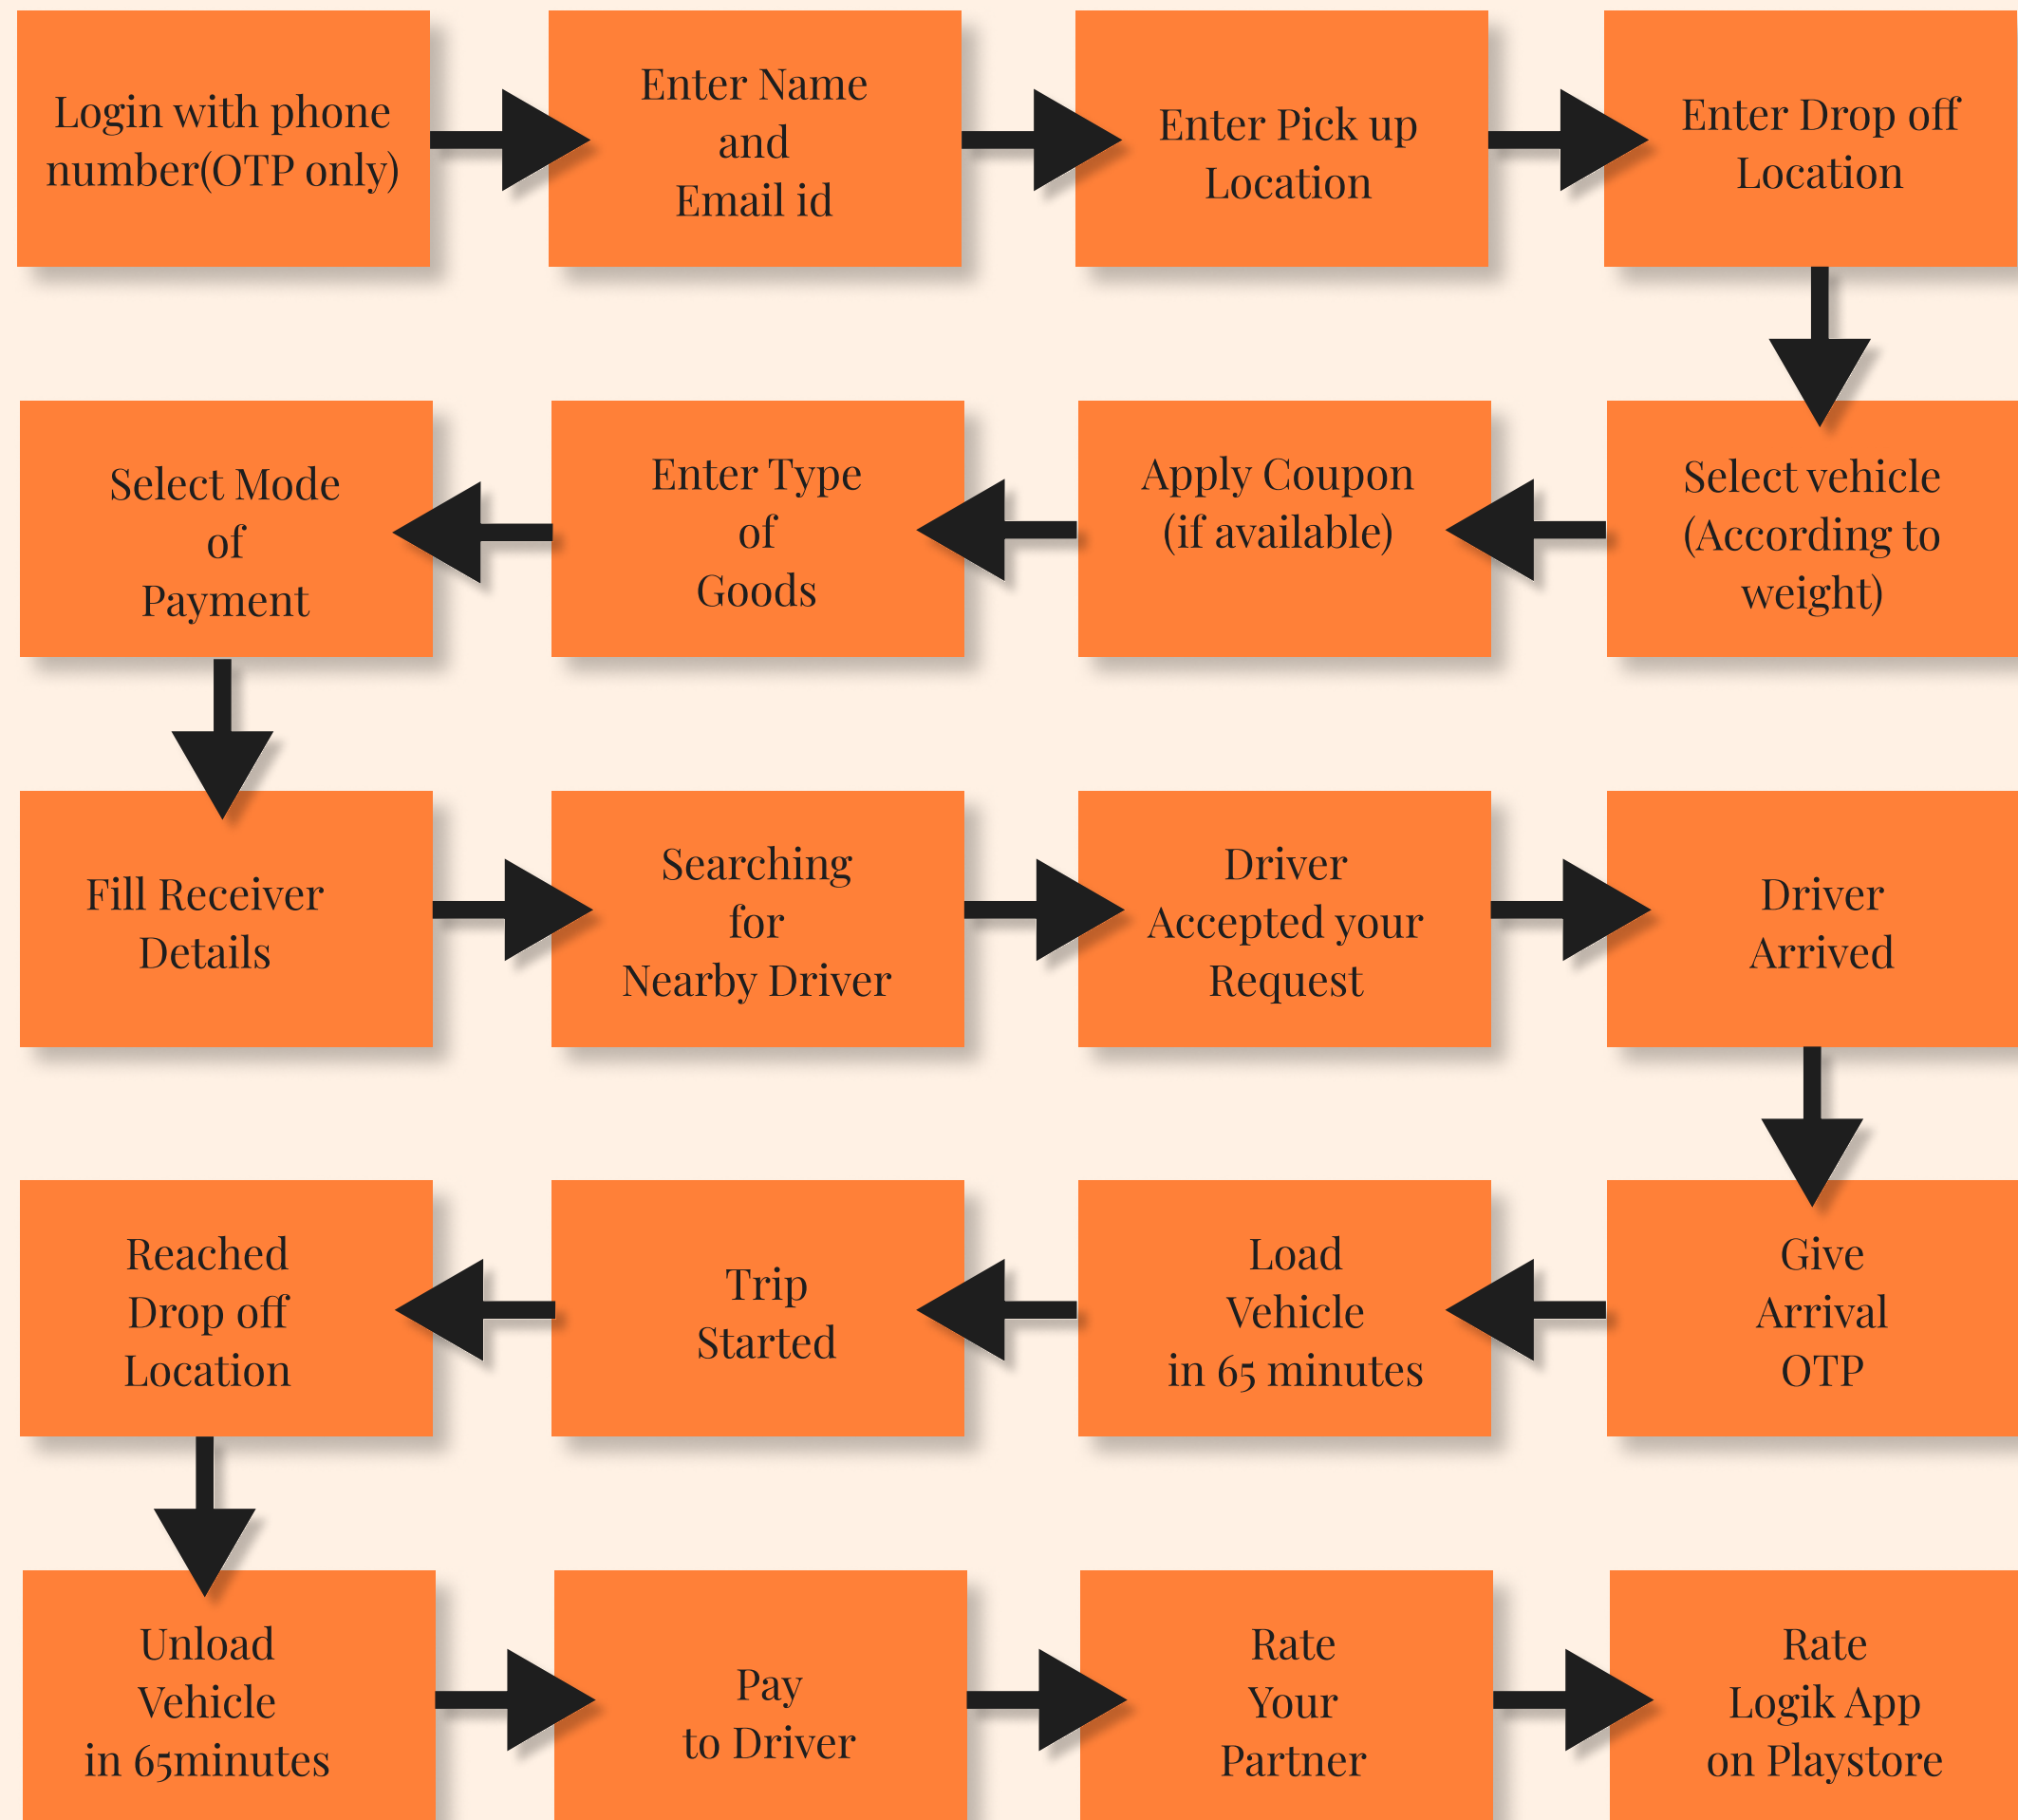 Login with phone
number(OTP only)
Enter Name
and
Email id
Enter Pick up
Location
Enter Drop off
Location
Select vehicle
(According to
weight)
Apply Coupon
(if available)
Enter Type
of
Goods
Select Mode
of
Payment
Fill Receiver
Details
Searching
for
Nearby Driver
Driver
Accepted your
Request
Driver
Arrived
Give
Arrival
OTP
Load
Vehicle
in 65 minutes
Trip
Started
Reached
Drop off
Location
Unload
Vehicle
in 65minutes
Pay
to Driver
Rate
Your
Partner
Rate
Logik App
on Playstore